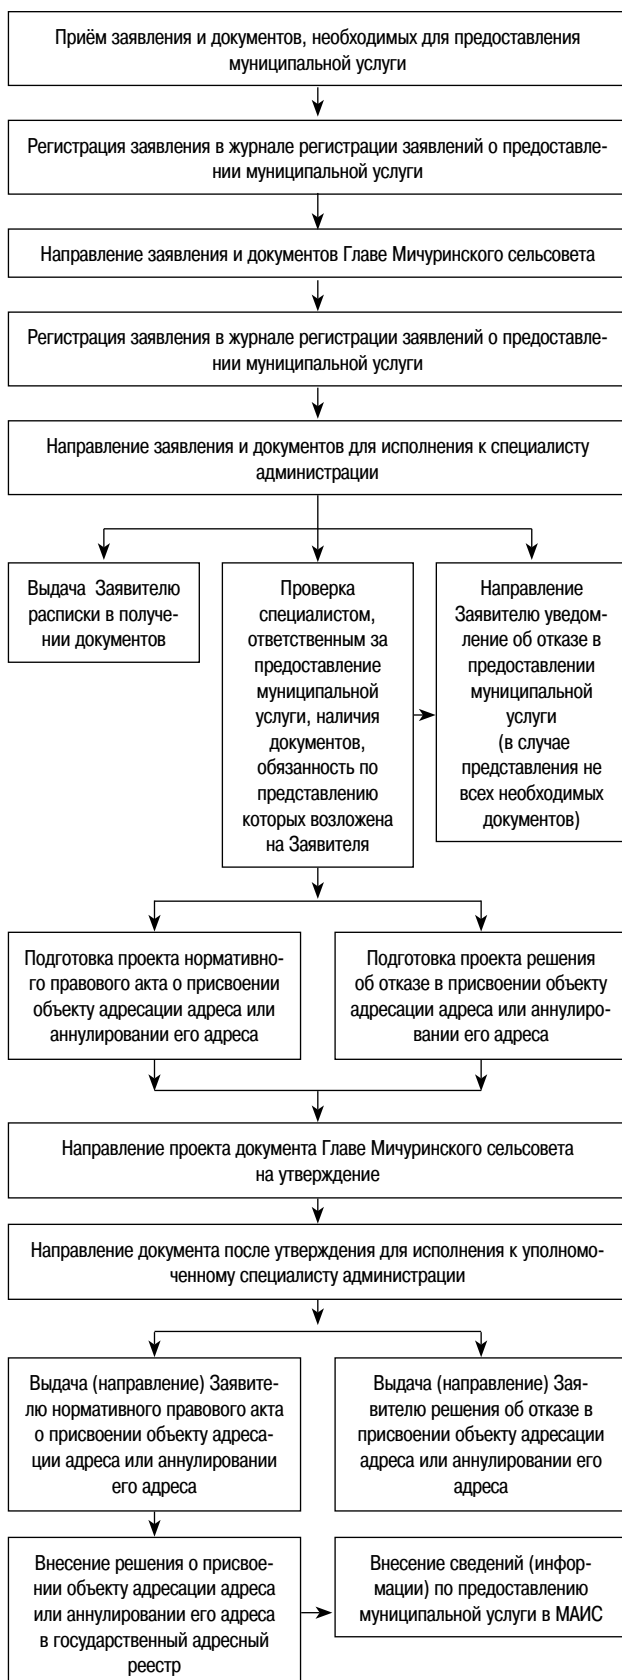 Приём заявления и документов, необходимых для предоставления
муниципальной услуги
Регистрация заявления в журнале регистрации заявлений о предоставле-
нии муниципальной услуги
Направление заявления и документов Главе Мичуринского сельсовета
Регистрация заявления в журнале регистрации заявлений о предоставле-
нии муниципальной услуги
Направление заявления и документов для исполнения к специалисту
администрации
Выдача Заявителю
расписки в получе-
нии документов
Проверка
специалистом,
ответственным за
предоставление
муниципальной
услуги, наличия
документов,
обязанность по
представлению
которых возложена
на Заявителя
Направление
Заявителю уведом-
ление об отказе в
предоставлении
муниципальной
услуги
(в случае
представления не
всех необходимых
документов)
Подготовка проекта нормативно-
го правового акта о присвоении
объекту адресации адреса или
аннулировании его адреса
Подготовка проекта решения
об отказе в присвоении объекту
адресации адреса или аннулиро-
вании его адреса
Направление проекта документа Главе Мичуринского сельсовета
на утверждение
Направление документа после утверждения для исполнения к уполномо-
ченному специалисту администрации
Выдача (направление) Заявите-
лю нормативного правового акта
о присвоении объекту адреса-
ции адреса или аннулировании
его адреса
Выдача (направление) Зая-
вителю решения об отказе в
присвоении объекту адресации
адреса или аннулировании его
адреса
Внесение решения о присвое-
нии объекту адресации адреса
или аннулировании его адреса
в государственный адресный
реестр
Внесение сведений (инфор-
мации) по предоставлению
муниципальной услуги в МАИС